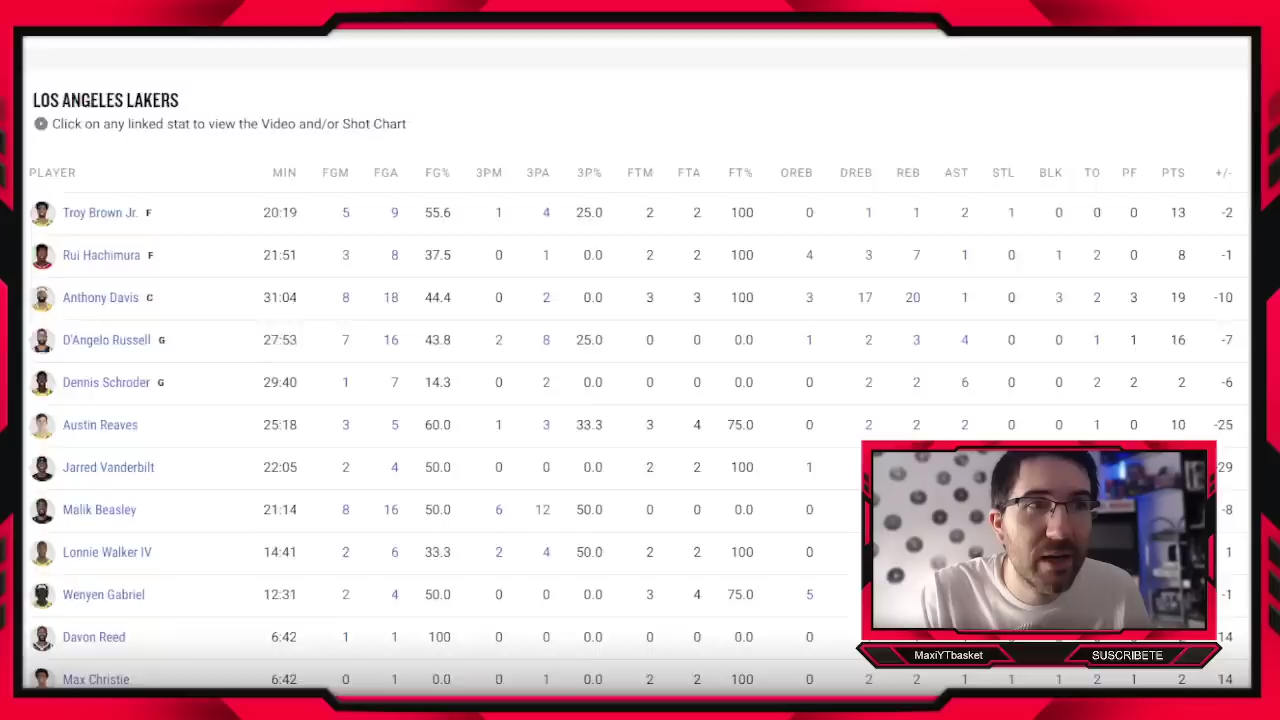 LOS ANGELES LAKERS
Click on any linked stat to view the Video and/or Shot Chart
PLAYER MIN FGM FGA FG% 3PM 3PA 3P% FTM FTA FT% OREB DREB REB AST STL BLK TO PF PTS +/-
Troy Brown Jr. F 20:19 5 9 55.6 1 4 25.0 2 2 100 0 1 1 2 1 0 0 0 13 -2
Rui Hachimura F 21:51 3 8 37.5 0 1 0.0 2 2 100 4 3 7 1 0 1 2 0 8 -1
Anthony Davis C 31:04 8 18 44.4 0 2 0.0 3 3 100 3 17 20 1 0 3 2 3 19 -10
D'Angelo Russell G 27:53 7 16 43.8 2 8 25.0 0 0 0.0 1 2 3 4 0 0 1 1 16 -7
Dennis Schroder G 29:40 1 7 14.3 0 2 0.0 0 0 0.0 0 2 2 6 0 0 2 2 2 -6
Austin Reaves 25:18 3 5 60.0 1 3 33.3 3 4 75.0 0 2 2 2 0 0 1 0 10 -25
Jarred Vanderbilt 22:05 2 4 50.0 0 0 0.0 2 2 100 1 -29
Malik Beasley 21:14 8 16 50.0 6 12 50.0 0 0 0.0 0 -8
Lonnie Walker IV 14:41 2 6 33.3 2 4 50.0 2 2 100 0 1
Wenyen Gabriel 12:31 2 4 50.0 0 0 0.0 3 4 75.0 5 -1
Davon Reed 6:42 1 1 100 0 0 0.0 0 0 0.0 0 14
Max Christie 6:42 0 1 0.0 0 1 0.0 2 2 100 0 2 2 1 1 1 2 1 2 14
MaxiYTbasket SUSCRIBETE